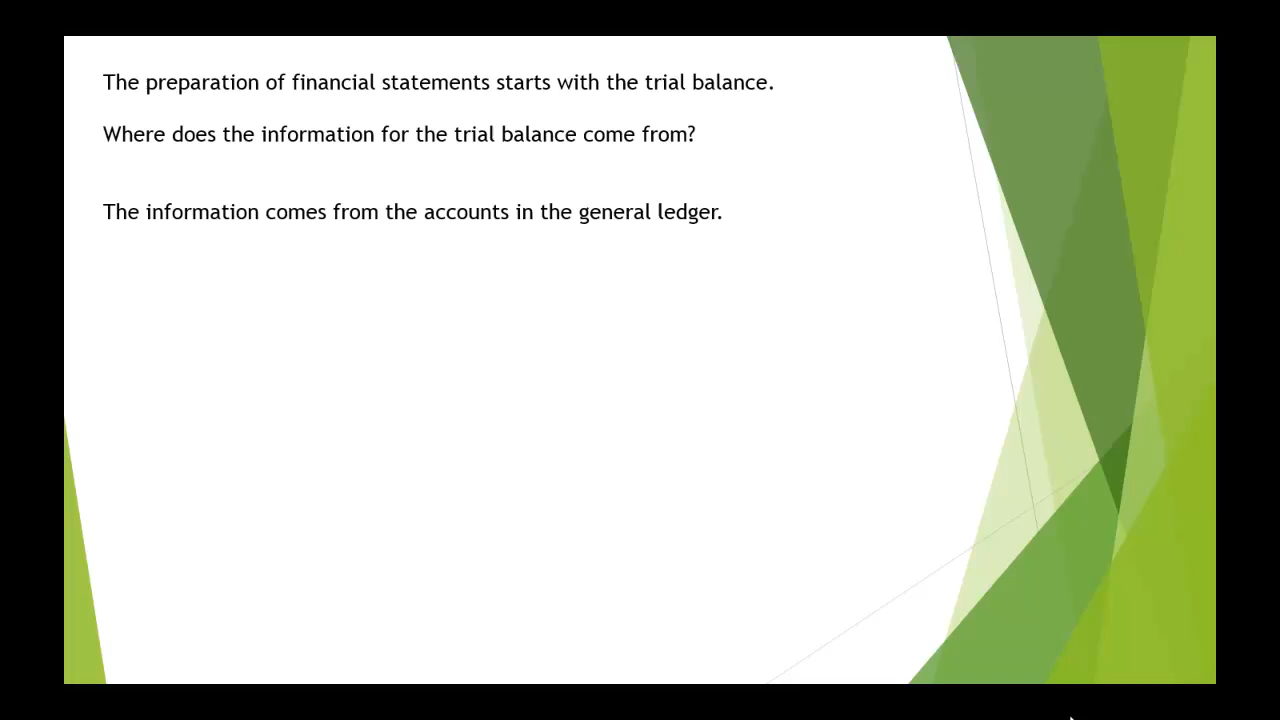 The preparation of financial statements starts with the trial balance.
Where does the information for the trial balance come from?
The information comes from the accounts in the general ledger.